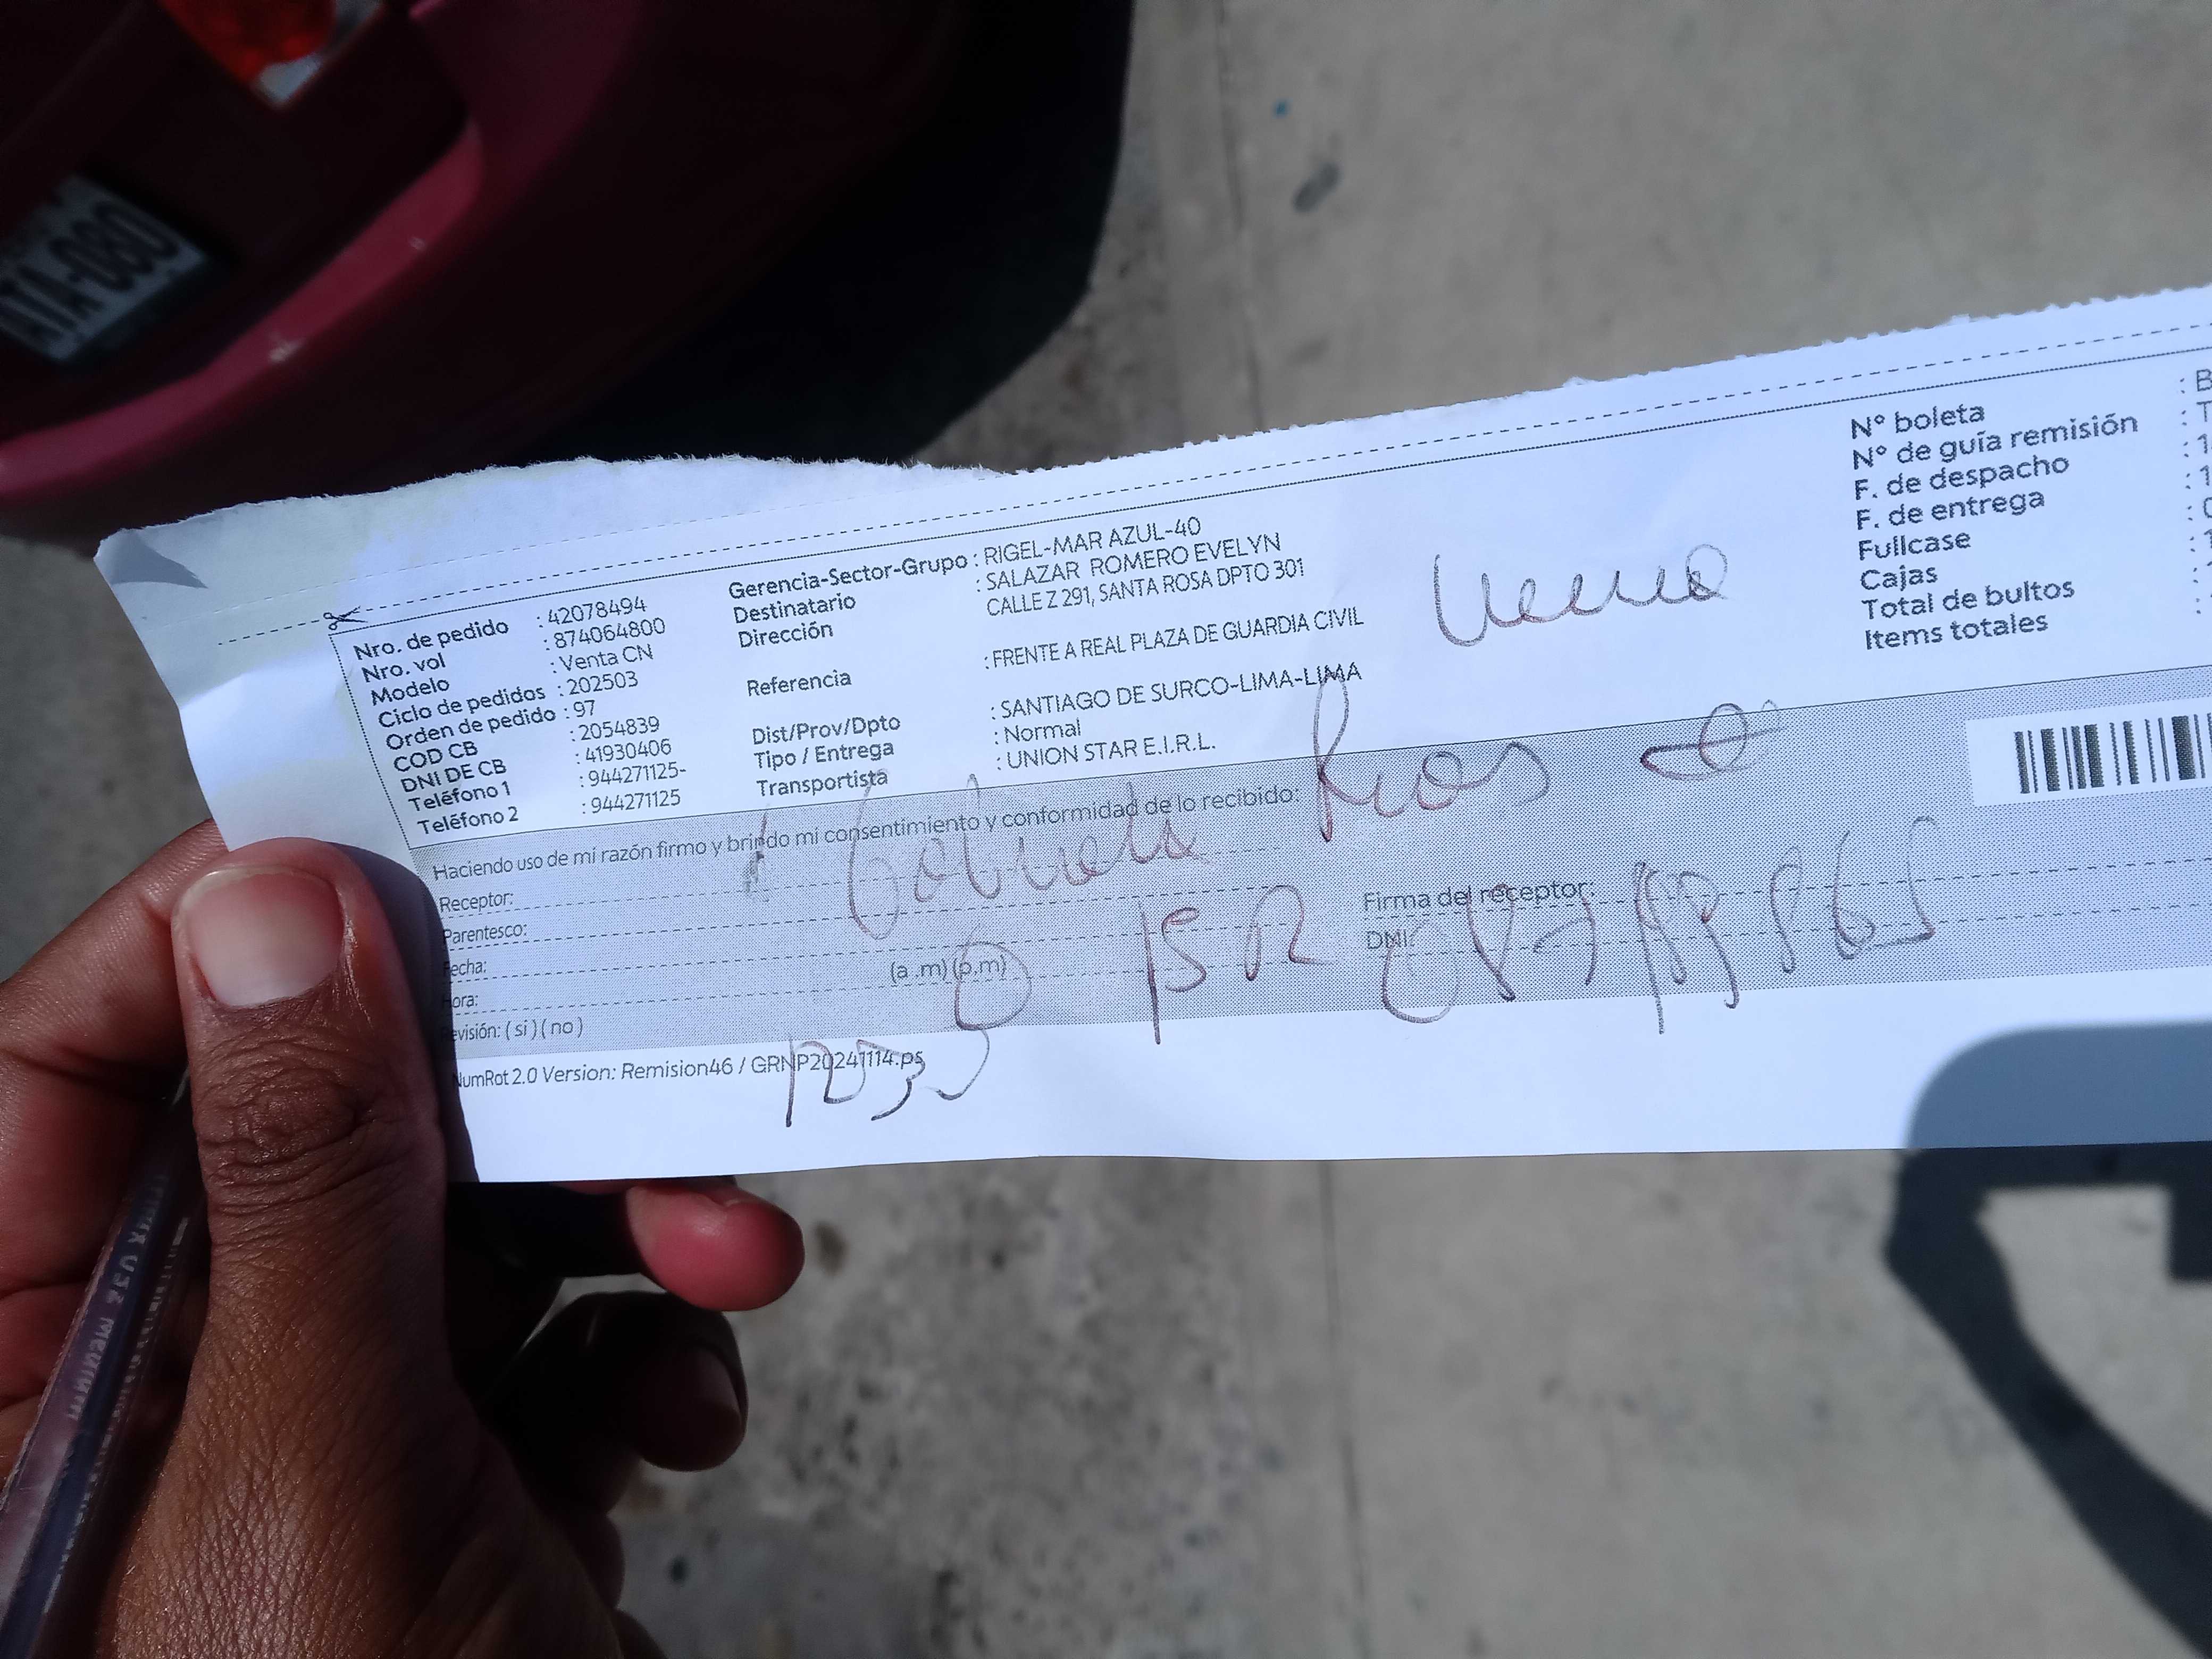 ATA-080
Nro. de pedido : 42078494
Nro. vol : 874064800
Modelo : Venta CN
Ciclo de pedidos : 202503
Orden de pedido : 97
COD CB : 2054839
DNI DE CB : 41930406
Teléfono 1 : 944271125-
Teléfono 2 : 944271125
Gerencia-Sector-Grupo : RIGEL-MAR AZUL-40
Destinatario : SALAZAR ROMERO EVELYN
Dirección CALLE Z 291, SANTA ROSA DPTO 301
Referencia : FRENTE A REAL PLAZA DE GUARDIA CIVIL
Dist/Prov/Dpto : SANTIAGO DE SURCO-LIMA-LIMA
Tipo / Entrega : Normal
Transportista : UNION STAR E.I.R.L.
N° boleta : B
N° de guía remisión : T
F. de despacho : 1
F. de entrega : 1
Fullcase
Cajas
Total de bultos
Items totales
Haciendo uso de mi razón firmo y brindo mi consentimiento y conformidad de lo recibido:
Receptor:
Parentesco:
Fecha:
Hora: (a .m) (p.m)
Revisión: ( si ) ( no )
Firma del receptor:
DNI:
NumRot 2.0 Version: Remision46 / GRNP20241114.ps